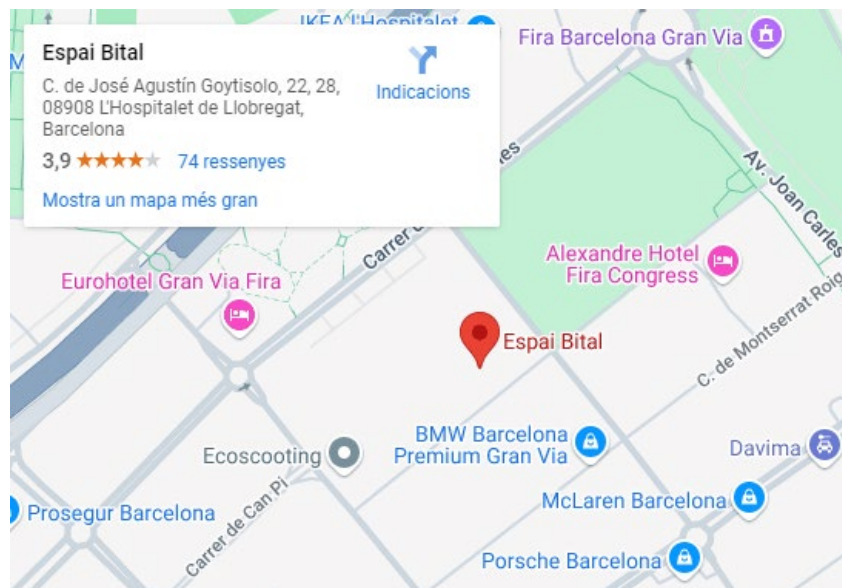 IKEA L'Hospitalet
Fira Barcelona Gran Via
M
Espai Bital
C. de José Agustín Goytisolo, 22, 28,
08908 L'Hospitalet de Llobregat,
Barcelona
3,9
74 ressenyes
Mostra un mapa més gran
Indicacions
Av. Joan Carles
Carrer
es
Alexandre Hotel
Fira Congress
Eurohotel Gran Via Fira
C. de Montserrat Roig
Espai Bital
BMW Barcelona
Premium Gran Via
Davima
Ecoscooting
McLaren Barcelona
Prosegur Barcelona
Carrer de Can Pi
Porsche Barcelona